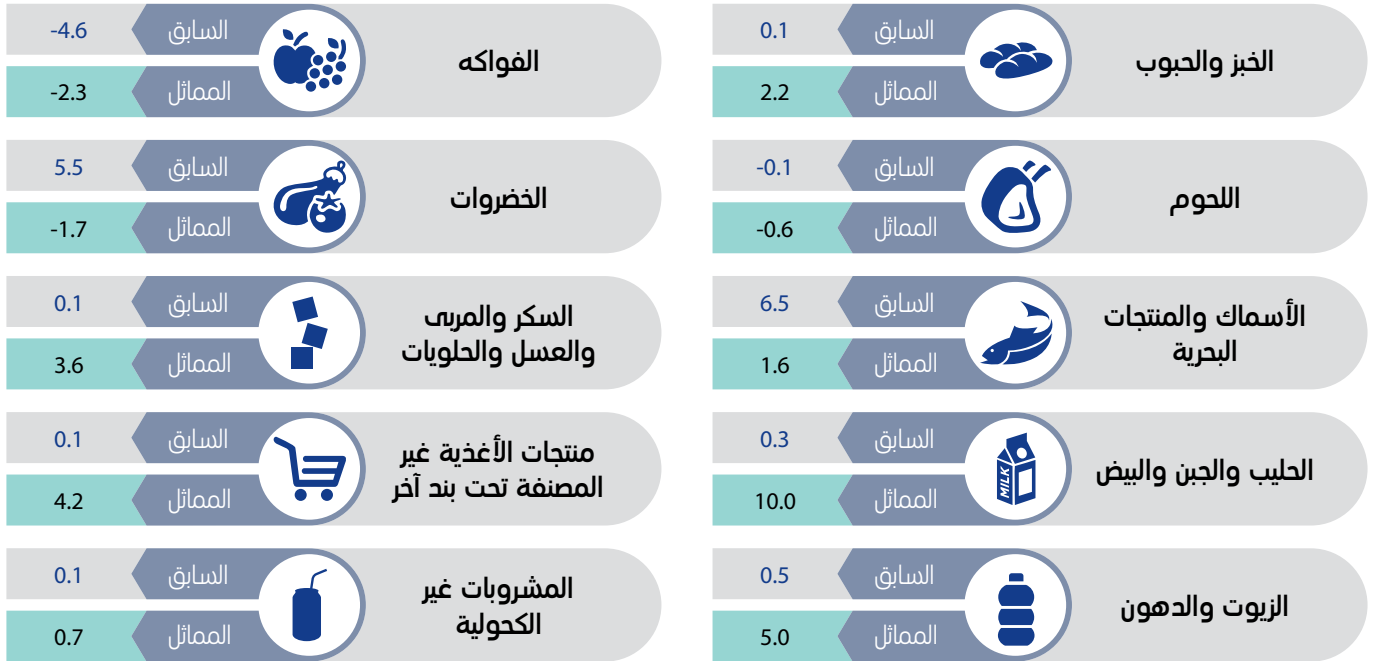 الخبز والحبوب
السابق 0.1
المماثل 2.2
اللحوم
السابق -0.1
المماثل -0.6
الأسماك والمنتجات
البحرية
السابق 6.5
المماثل 1.6
الحليب والجبن والبيض
MILK
السابق 0.3
المماثل 10.0
الزيوت والدهون
السابق 0.5
المماثل 5.0
الفواكه
السابق -4.6
المماثل -2.3
الخضروات
السابق 5.5
المماثل -1.7
السكر والمربى
والعسل والحلويات
السابق 0.1
المماثل 3.6
منتجات الأغذية غير
المصنفة تحت بند آخر
السابق 0.1
المماثل 4.2
المشروبات غير
الكحولية
السابق 0.1
المماثل 0.7